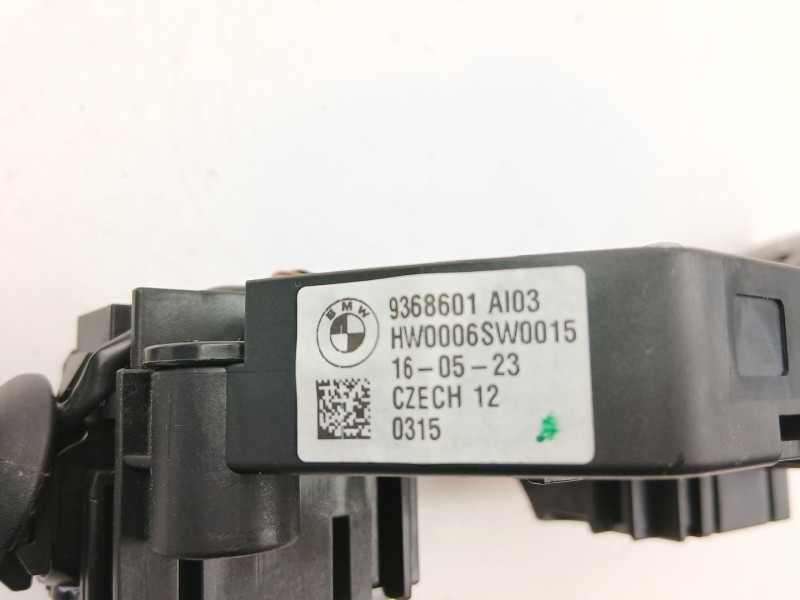 BMW
9368601 AI03
HW0006SW0015
16-05-23
CZECH 12
0315